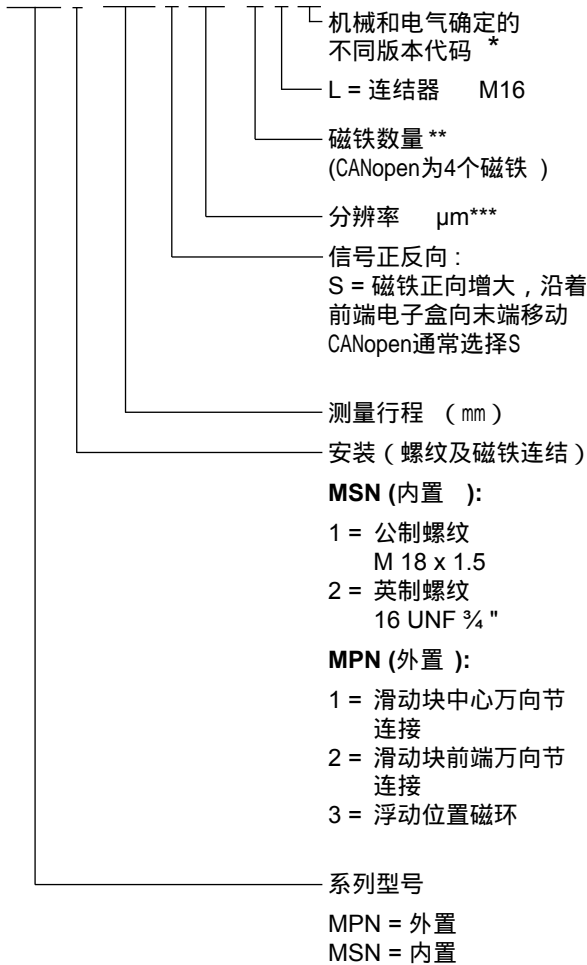 机械和电气确定的
不同版本代码 *
L = 连结器 M16
磁铁数量 **
(CANopen为4个磁铁 )
分辨率 µm***
信号正反向 :
S = 磁铁正向增大，沿着
前端电子盒向末端移动
CANopen通常选择S
测量行程 （㎜）
安装（螺纹及磁铁连结）
MSN (内置 ):
1 = 公制螺纹
M 18 x 1.5
2 = 英制螺纹
16 UNF ¾ "
MPN (外置 ):
1 = 滑动块中心万向节
连接
2 = 滑动块前端万向节
连接
3 = 浮动位置磁环
系列型号
MPN = 外置
MSN = 内置